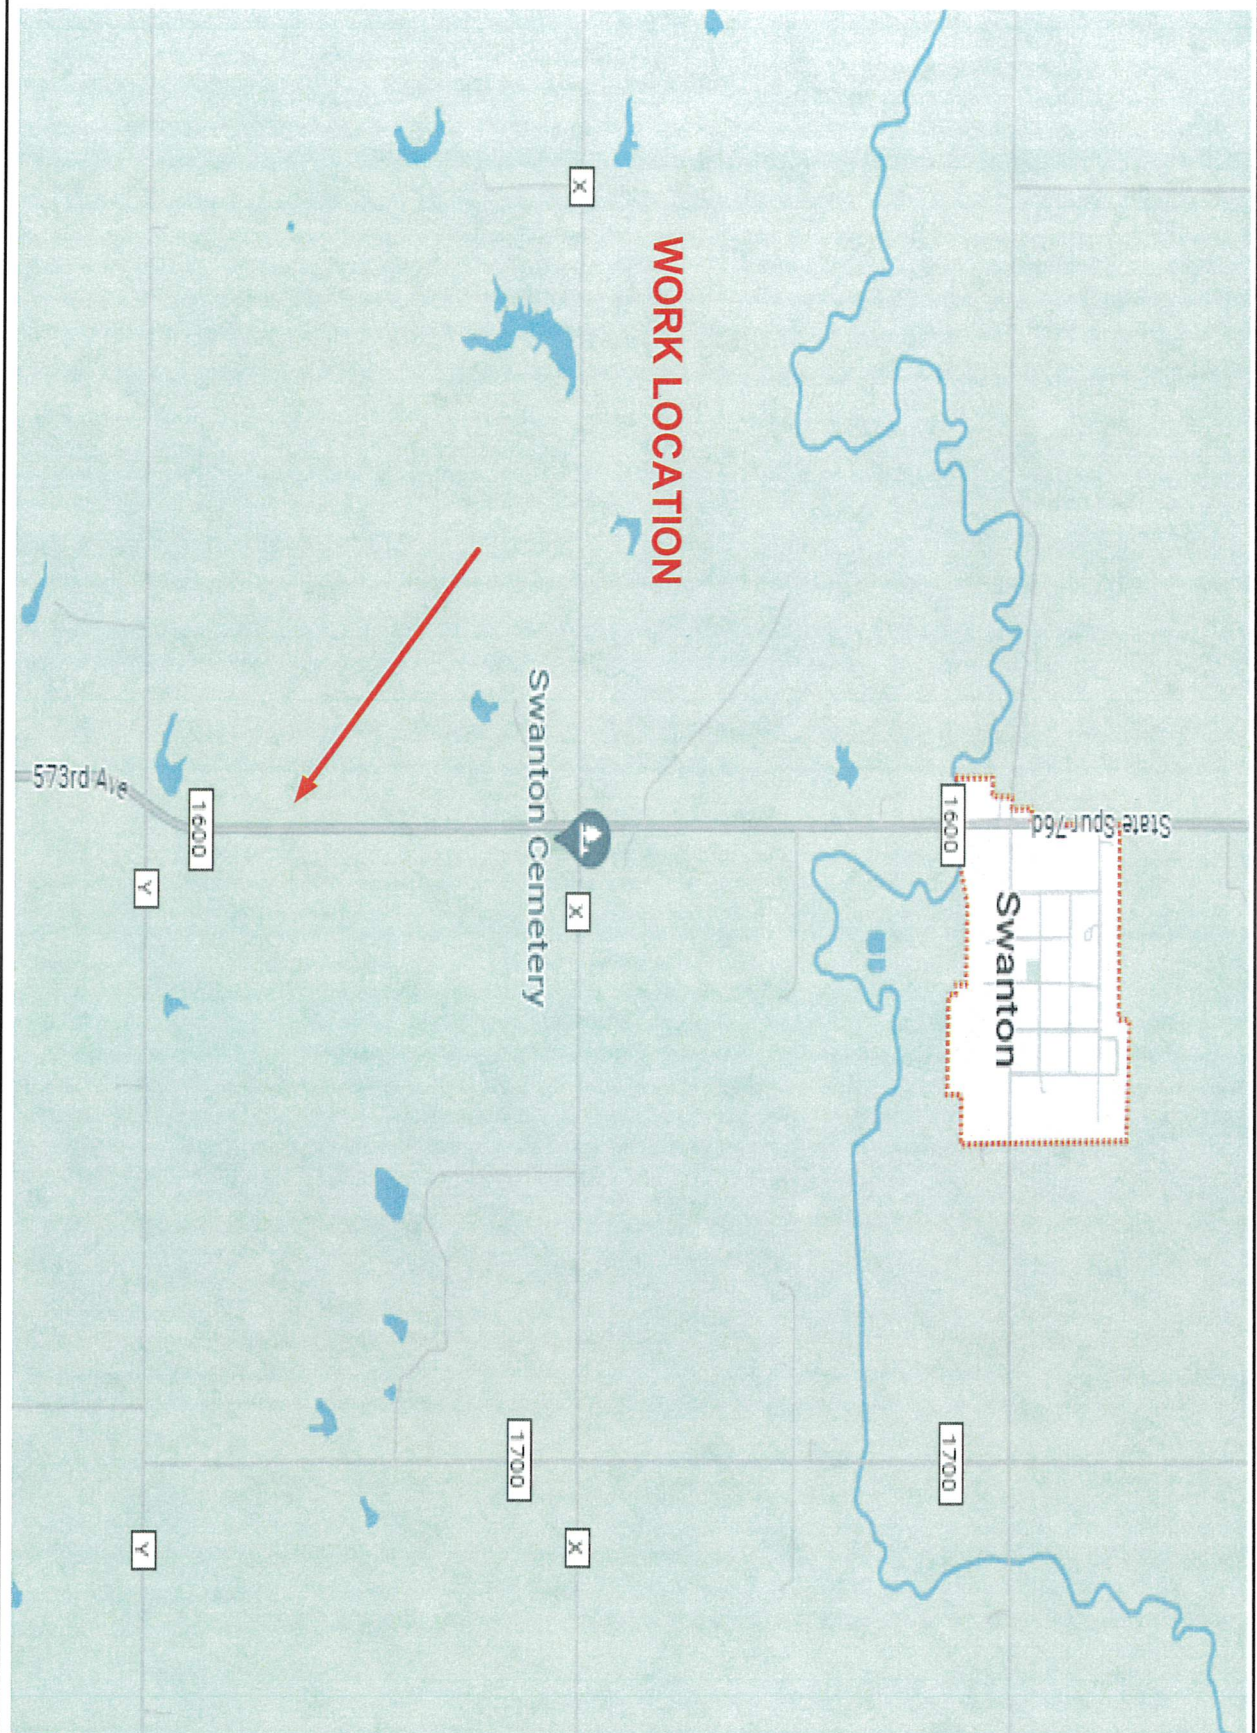 State Spur 76d
Swanton
1600
1700
WORK LOCATION
X
X
X
Swanton Cemetery
1700
1600
Y
Y
573rd Ave